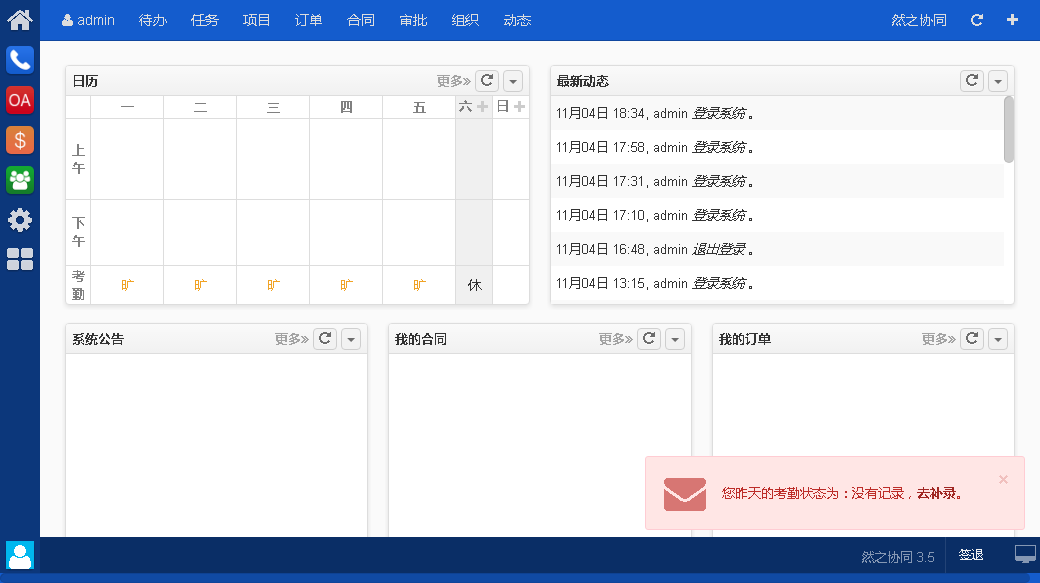 admin 待办 任务 项目 订单 合同 审批 组织 动态 然之协同
OA
$
日历 更多»
一 二 三 四 五 六 日
上午
下午
考勤 旷 旷 旷 旷 旷 休
最新动态
11月04日 18:34, admin 登录系统 。
11月04日 17:58, admin 登录系统 。
11月04日 17:31, admin 登录系统 。
11月04日 17:10, admin 登录系统 。
11月04日 16:48, admin 退出登录 。
11月04日 13:15, admin 登录系统 。
系统公告 更多»
我的合同 更多»
我的订单 更多»
您昨天的考勤状态为：没有记录，去补录。 ×
然之协同 3.5 签退